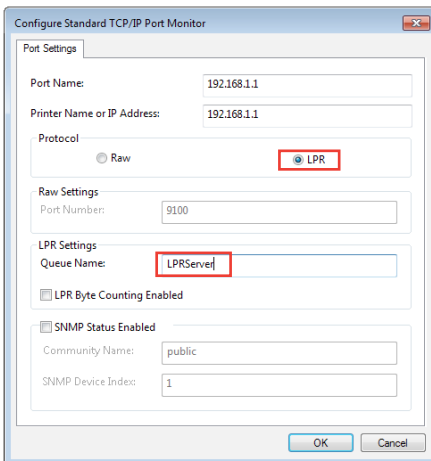 Configure Standard TCP/IP Port Monitor
Port Settings
Port Name: 192.168.1.1
Printer Name or IP Address: 192.168.1.1
Protocol
Raw LPR
Raw Settings
Port Number: 9100
LPR Settings
Queue Name: LPRServer
LPR Byte Counting Enabled
SNMP Status Enabled
Community Name: public
SNMP Device Index: 1
OK Cancel